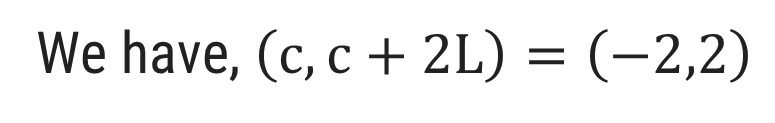 We have, (c, c + 2L) = (−2,2)